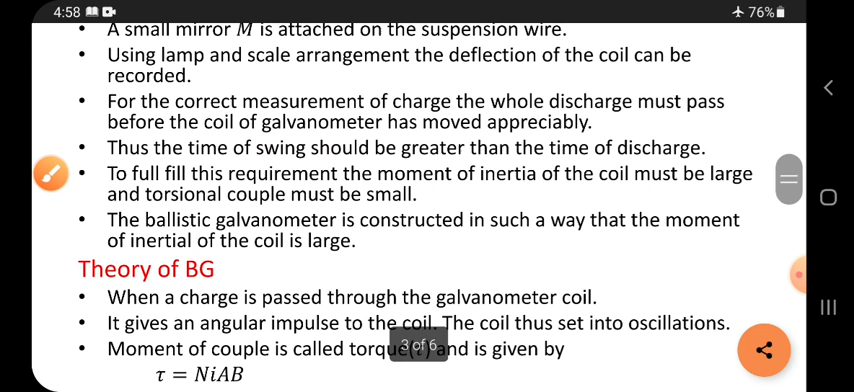 4:58
76%
• A small mirror M is attached on the suspension wire.
• Using lamp and scale arrangement the deflection of the coil can be
recorded.
• For the correct measurement of charge the whole discharge must pass
before the coil of galvanometer has moved appreciably.
• Thus the time of swing should be greater than the time of discharge.
• To full fill this requirement the moment of inertia of the coil must be large
and torsional couple must be small.
• The ballistic galvanometer is constructed in such a way that the moment
of inertial of the coil is large.
Theory of BG
• When a charge is passed through the galvanometer coil.
• It gives an angular impulse to the coil. The coil thus set into oscillations.
• Moment of couple is called torque(τ) and is given by
3 of 6
τ = NiAB